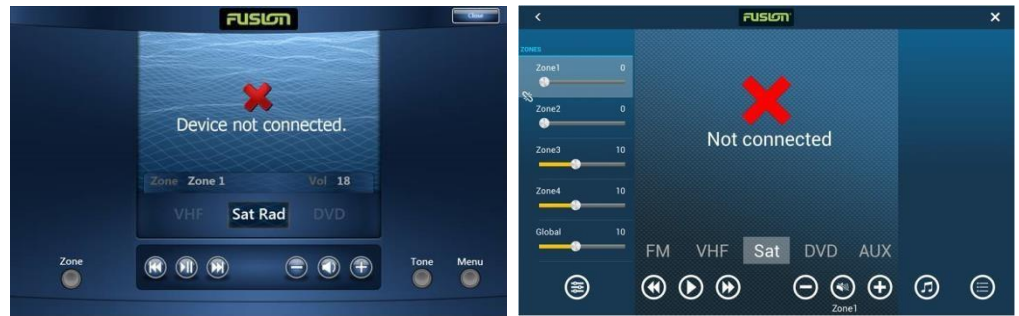 FUSION
Close
Device not connected.
Zone Zone 1 Vol 18
VHF Sat Rad DVD
Zone
Tone
Menu
FUSION
ZONES
Zone1 0
Zone2 0
Zone3 10
Zone4 10
Global 10
Not connected
FM VHF Sat DVD AUX
Zone1